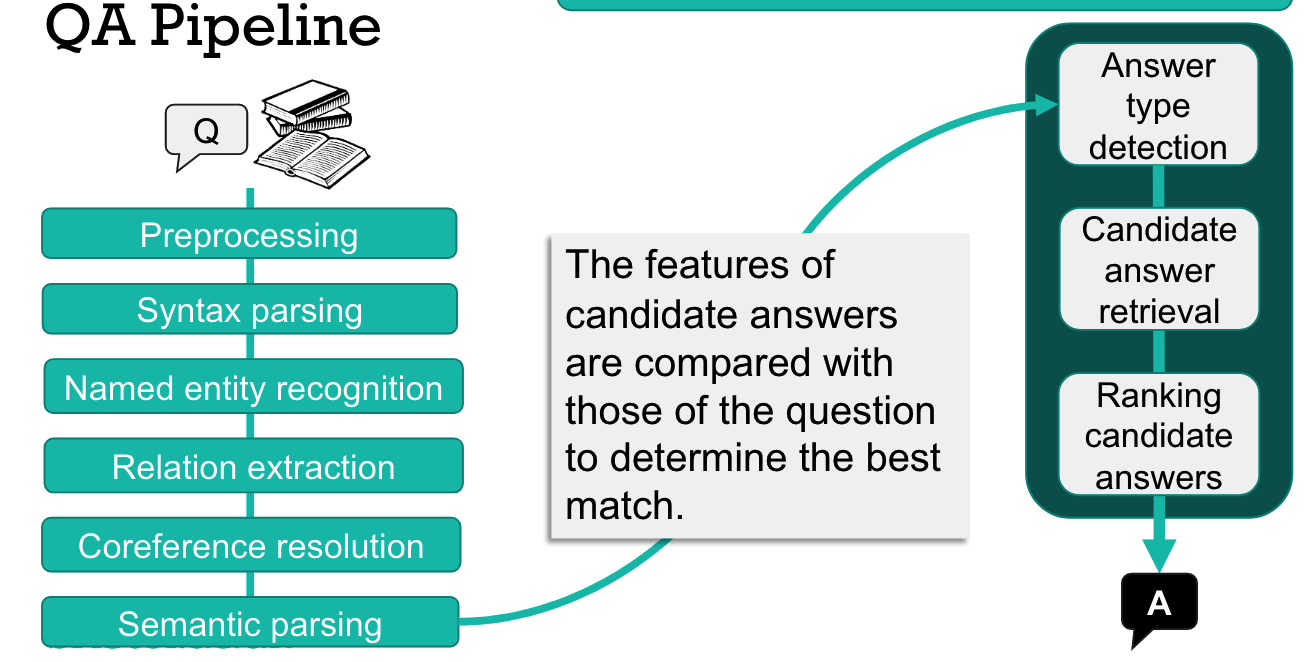 QA Pipeline
Q
Preprocessing
Syntax parsing
Named entity recognition
Relation extraction
Coreference resolution
Semantic parsing
The features of
candidate answers
are compared with
those of the question
to determine the best
match.
Answer
type
detection
Candidate
answer
retrieval
Ranking
candidate
answers
A